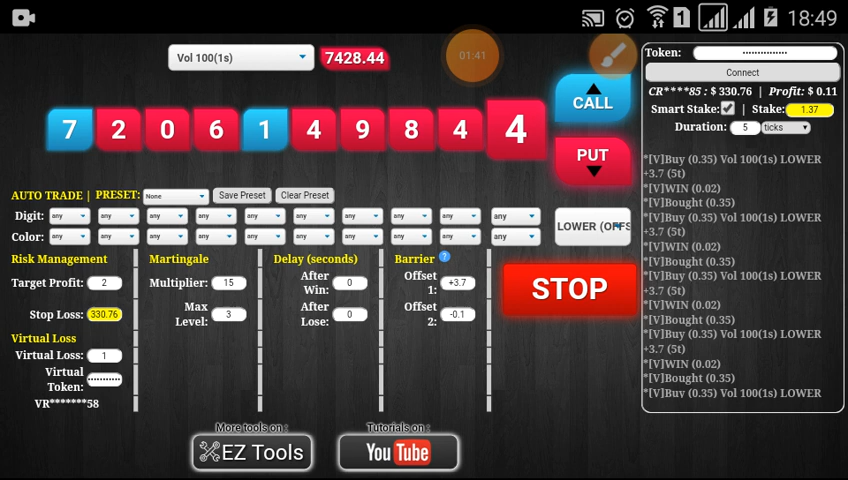 1
18:49
Vol 100(1s)
7428.44
01:41
7 2 0 6 1 4 9 8 4 4
CALL
PUT
Token:
Connect
CR****85 : $ 330.76 | Profit: $ 0.11
Smart Stake: | Stake: 1.37
Duration: 5 ticks
AUTO TRADE | PRESET: None Save Preset Clear Preset
Digit: any any any any any any any any any any
Color: any any any any any any any any any any
LOWER (OFFS
Risk Management
Target Profit: 2
Stop Loss: 330.76
Virtual Loss
Virtual Loss: 1
Virtual
Token:
VR*******58
Martingale
Multiplier: 15
Max
Level: 3
Delay (seconds)
After
Win: 0
After
Lose: 0
Barrier ?
Offset
1: +3.7
Offset
2: -0.1
STOP
*[V]Buy (0.35) Vol 100(1s) LOWER
+3.7 (5t)
*[V]WIN (0.02)
*[V]Bought (0.35)
*[V]Buy (0.35) Vol 100(1s) LOWER
+3.7 (5t)
*[V]WIN (0.02)
*[V]Bought (0.35)
*[V]Buy (0.35) Vol 100(1s) LOWER
+3.7 (5t)
*[V]WIN (0.02)
*[V]Bought (0.35)
*[V]Buy (0.35) Vol 100(1s) LOWER
+3.7 (5t)
*[V]WIN (0.02)
*[V]Bought (0.35)
*[V]Buy (0.35) Vol 100(1s) LOWER
More tools on :
EZ Tools
Tutorials on :
YouTube